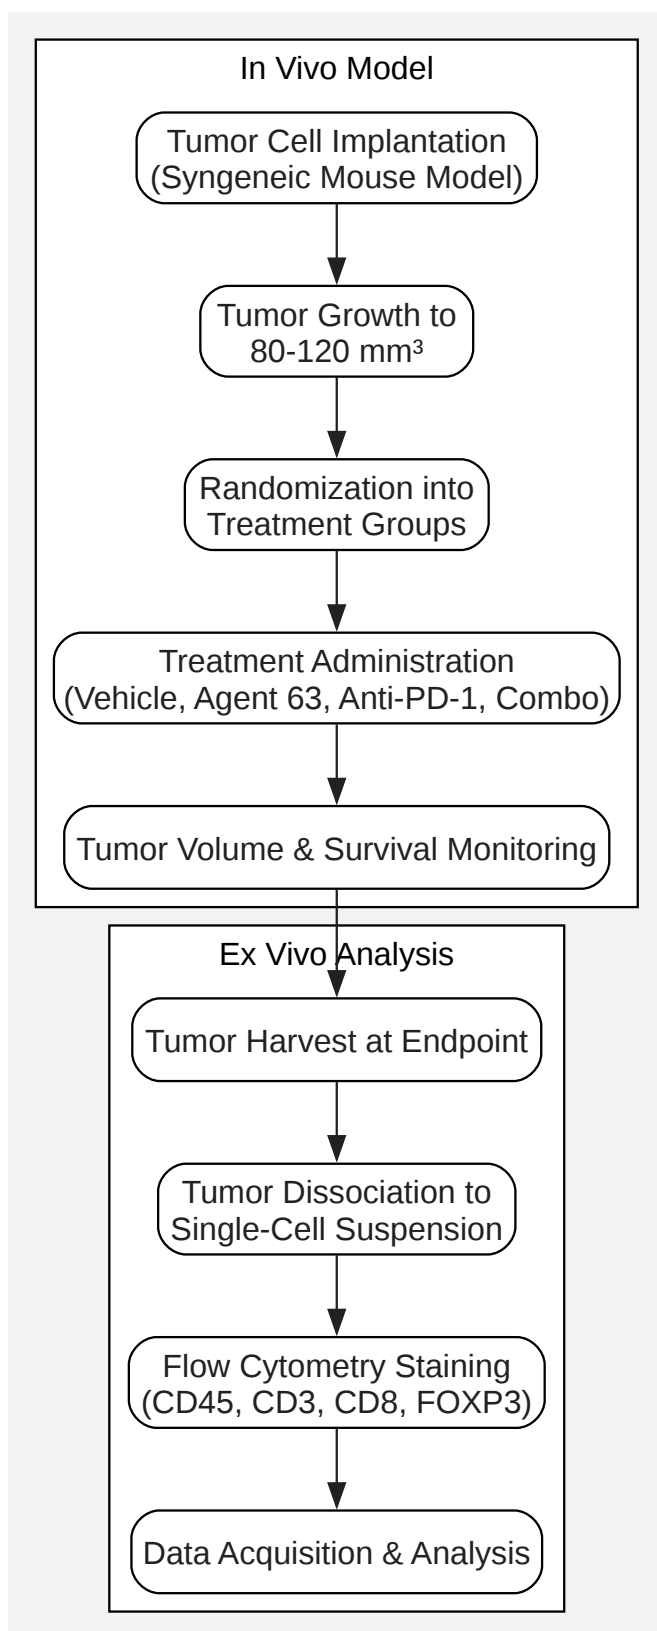 In Vivo Model
Tumor Cell Implantation
(Syngeneic Mouse Model)
Tumor Growth to
80-120 mm³
Randomization into
Treatment Groups
Treatment Administration
(Vehicle, Agent 63, Anti-PD-1, Combo)
Tumor Volume & Survival Monitoring
Ex Vivo Analysis
Tumor Harvest at Endpoint
Tumor Dissociation to
Single-Cell Suspension
Flow Cytometry Staining
(CD45, CD3, CD8, FOXP3)
Data Acquisition & Analysis